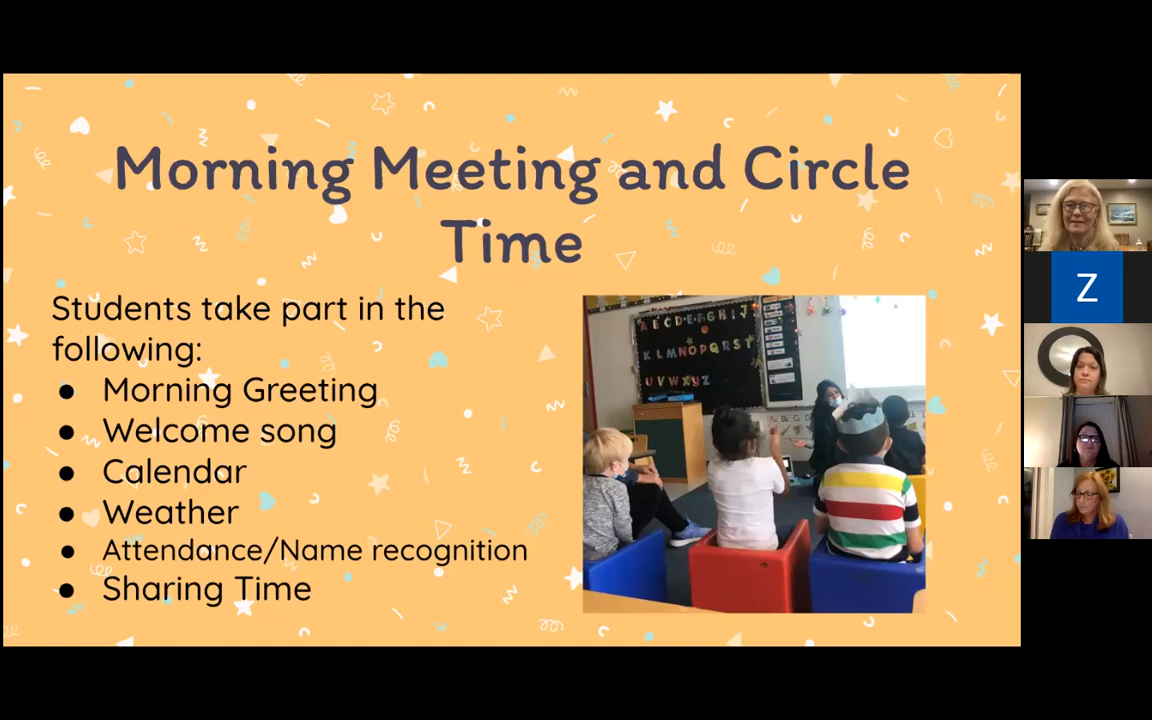 Morning Meeting and Circle
Time
Students take part in the
following:
● Morning Greeting
● Welcome song
● Calendar
● Weather
● Attendance/Name recognition
● Sharing Time
A B C D E F G H I J
K L M N O P Q R S T
U V W X Y Z
Z